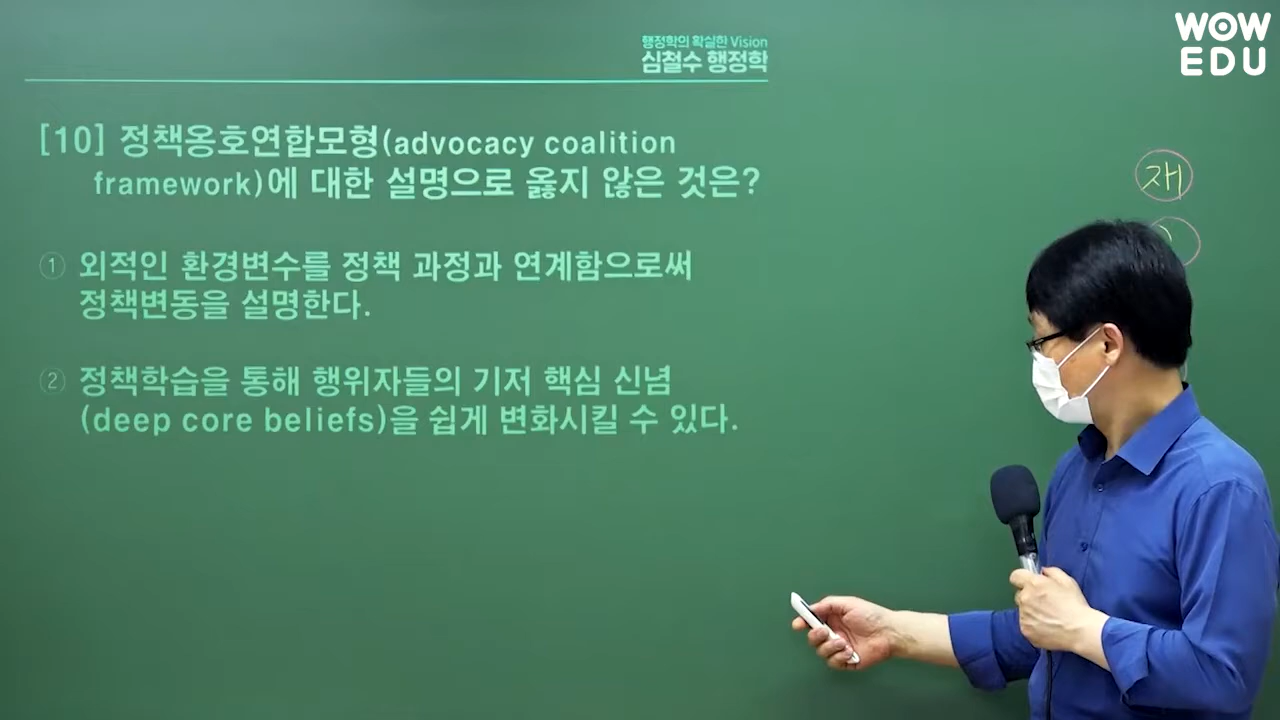 행정학의 확실한 Vision
심철수 행정학
WOW
EDU
[10] 정책옹호연합모형(advocacy coalition
framework)에 대한 설명으로 옳지 않은 것은?
① 외적인 환경변수를 정책 과정과 연계함으로써
정책변동을 설명한다.
② 정책학습을 통해 행위자들의 기저 핵심 신념
(deep core beliefs)을 쉽게 변화시킬 수 있다.
재